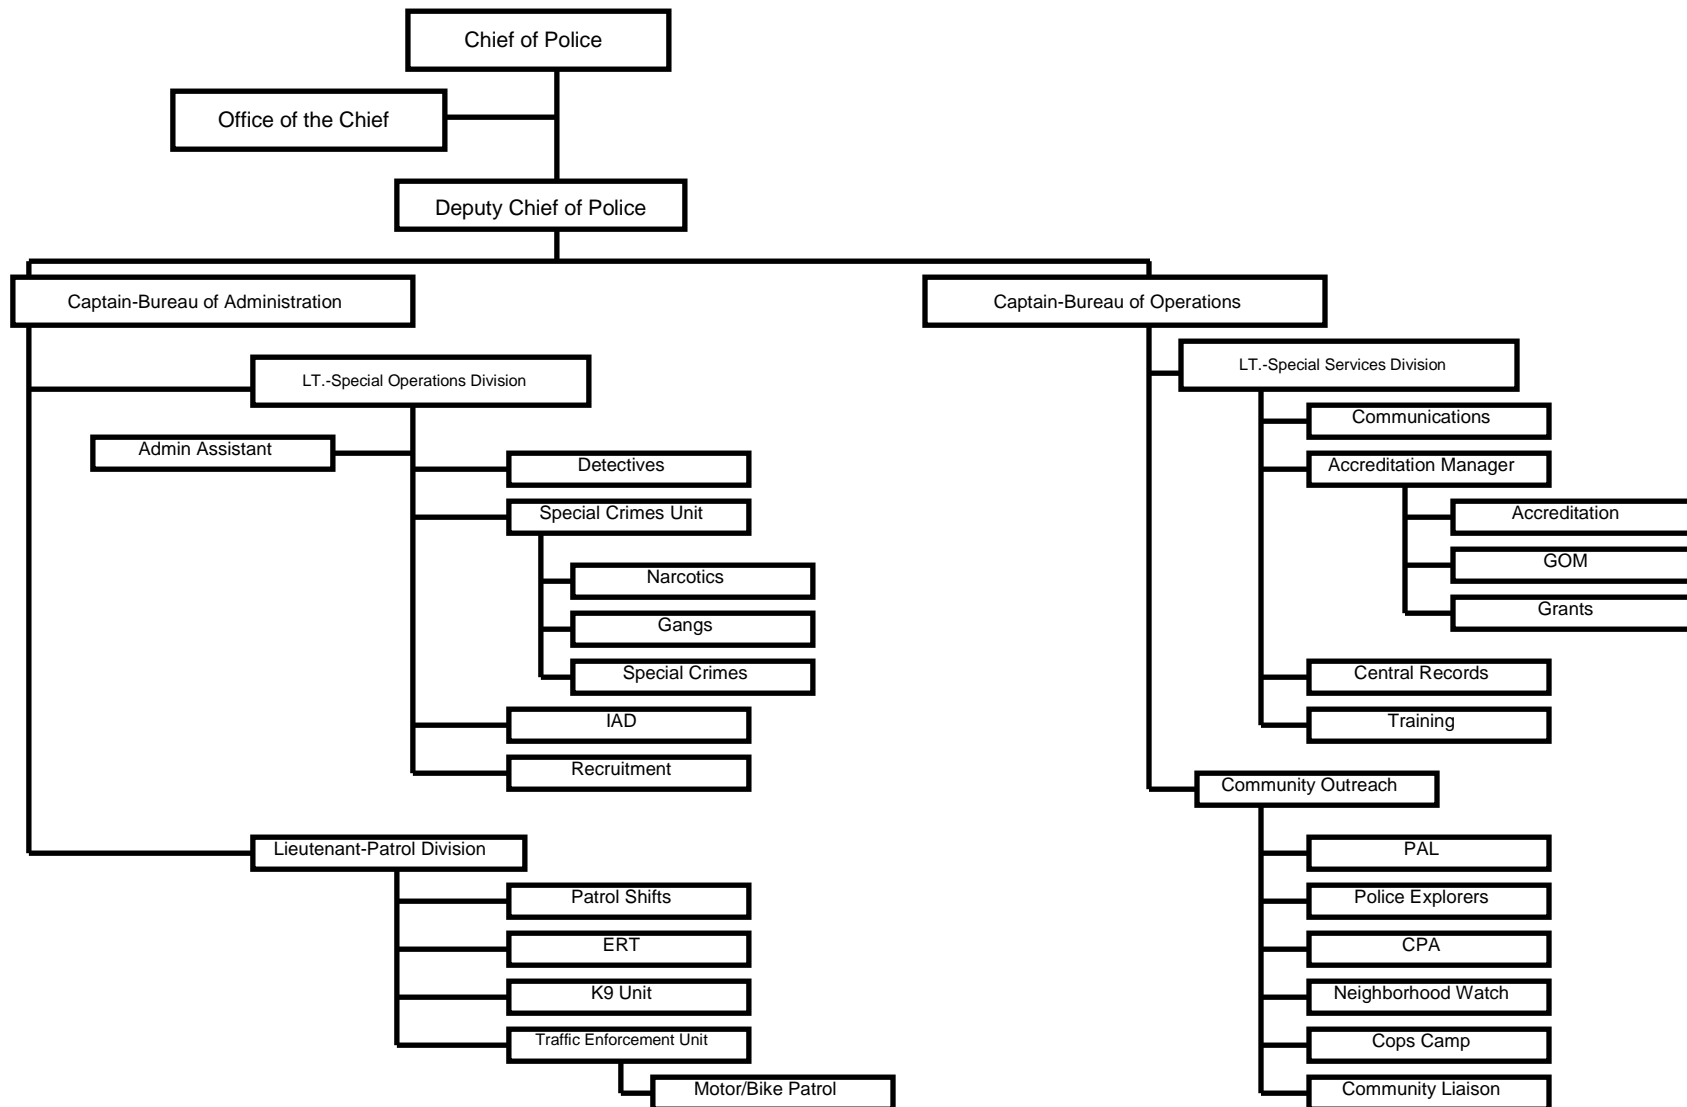 Chief of Police
Office of the Chief
Deputy Chief of Police
Captain-Bureau of Administration
LT.-Special Operations Division
Admin Assistant
Detectives
Special Crimes Unit
Narcotics
Gangs
Special Crimes
IAD
Recruitment
Lieutenant-Patrol Division
Patrol Shifts
ERT
K9 Unit
Traffic Enforcement Unit
Motor/Bike Patrol
Captain-Bureau of Operations
LT.-Special Services Division
Communications
Accreditation Manager
Accreditation
GOM
Grants
Central Records
Training
Community Outreach
PAL
Police Explorers
CPA
Neighborhood Watch
Cops Camp
Community Liaison